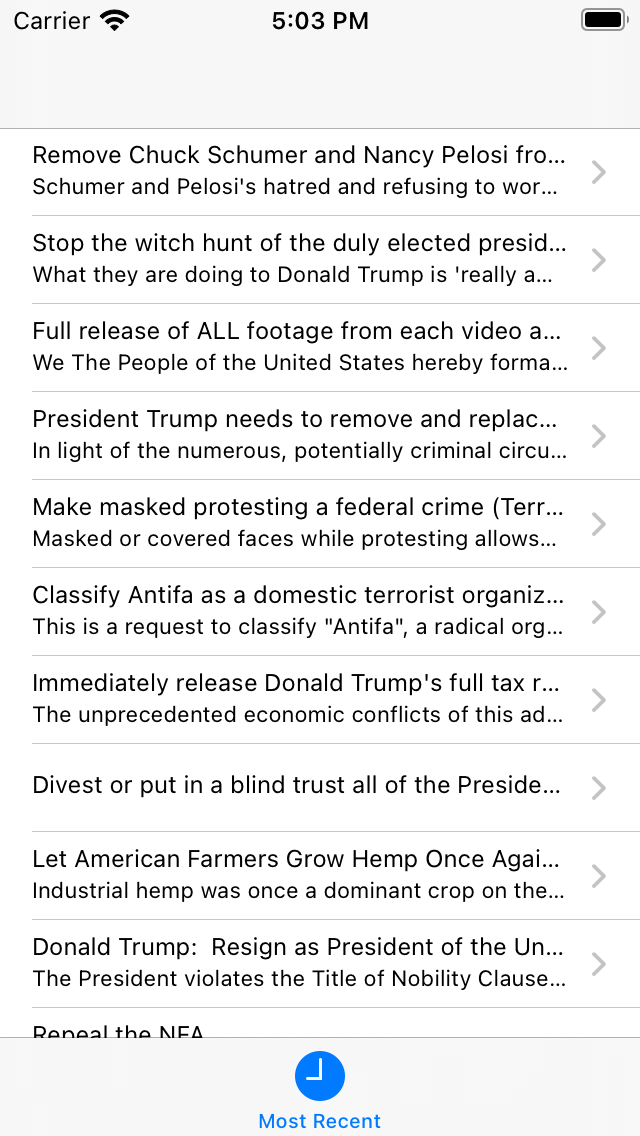 Carrier 5:03 PM
Remove Chuck Schumer and Nancy Pelosi fro...
Schumer and Pelosi's hatred and refusing to wor...
Stop the witch hunt of the duly elected presid...
What they are doing to Donald Trump is 'really a...
Full release of ALL footage from each video a...
We The People of the United States hereby forma...
President Trump needs to remove and replac...
In light of the numerous, potentially criminal circu...
Make masked protesting a federal crime (Terr...
Masked or covered faces while protesting allows...
Classify Antifa as a domestic terrorist organiz...
This is a request to classify "Antifa", a radical org...
Immediately release Donald Trump's full tax r...
The unprecedented economic conflicts of this ad...
Divest or put in a blind trust all of the Preside...
Let American Farmers Grow Hemp Once Agai...
Industrial hemp was once a dominant crop on the...
Donald Trump:  Resign as President of the Un...
The President violates the Title of Nobility Clause...
Repeal the NFA
Most Recent